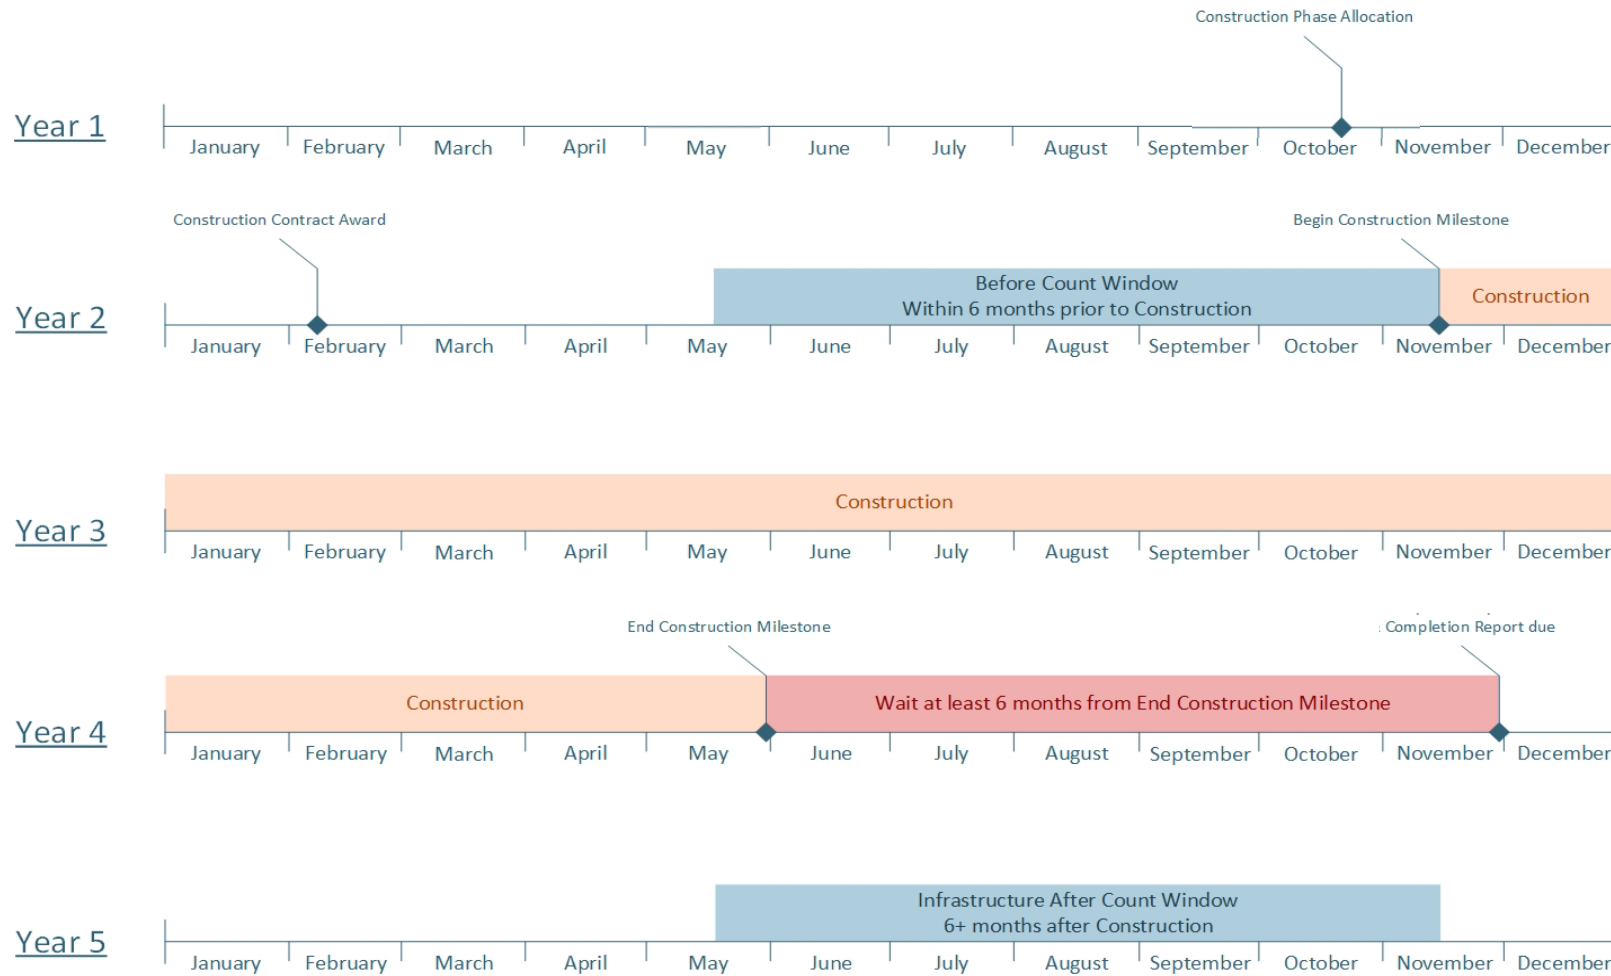 Construction Phase Allocation
Year 1
January February March April May June July August September October November December
Construction Contract Award
Begin Construction Milestone
Before Count Window
Within 6 months prior to Construction
Construction
Year 2
January February March April May June July August September October November December
Construction
Year 3
January February March April May June July August September October November December
End Construction Milestone
Completion Report due
Construction
Wait at least 6 months from End Construction Milestone
Year 4
January February March April May June July August September October November December
Infrastructure After Count Window
6+ months after Construction
Year 5
January February March April May June July August September October November December